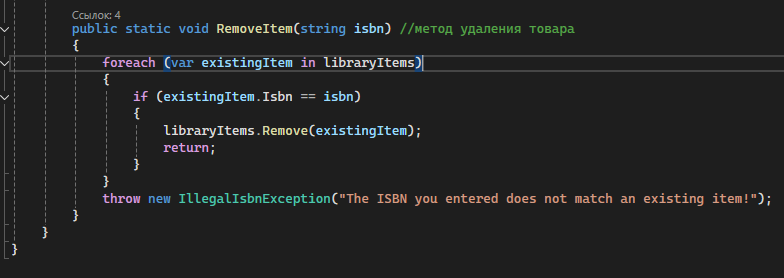 Ссылок: 4
public static void RemoveItem(string isbn) //метод удаления товара
{
foreach (var existingItem in libraryItems)
{
if (existingItem.Isbn == isbn)
{
libraryItems.Remove(existingItem);
return;
}
}
throw new IllegalIsbnException("The ISBN you entered does not match an existing item!");
}
}
}